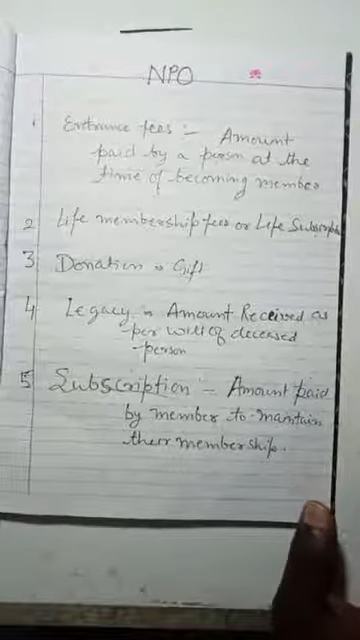 NPO
1 Entrance fees :- Amount
paid by a person at the
time of becoming member
2 Life membership fees or Life Subscript
3 Donation :- Gift
4 Legacy :- Amount Received as
per will of deceased
person
5 Subscription :- Amount paid
by member to maintain
their membership.